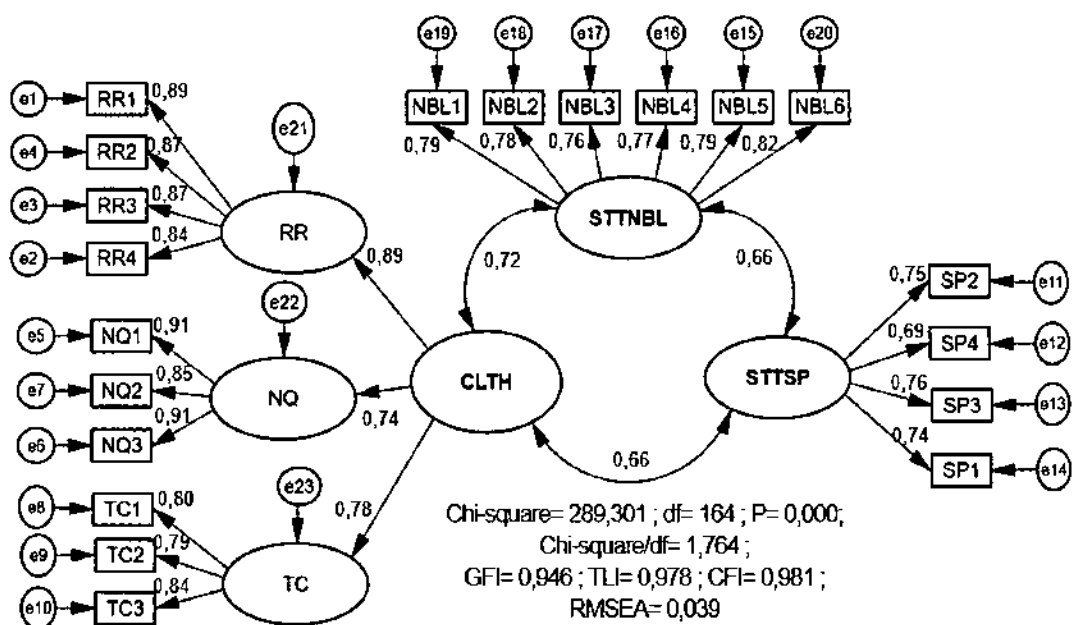 e19 e18 e17 e16 e15 e20
NBL1 NBL2 NBL3 NBL4 NBL5 NBL6
0,79 0,78 0,76 0,77 0,79 0,82
STTNBL
e1 RR1 0,89
e4 RR2 0,87
e3 RR3 0,87
e2 RR4 0,84
e21
RR
0,89
0,72
0,66
e5 NQ1 0,91
e7 NQ2 0,85
e6 NQ3 0,91
e22
NQ
0,74
CLTH
STTSP
0,75 SP2 e11
0,69 SP4 e12
0,76 SP3 e13
0,74 SP1 e14
0,66
e8 TC1 0,80
e9 TC2 0,79
e10 TC3 0,84
e23
TC
0,78
Chi-square= 289,301 ; df= 164 ; P= 0,000;
Chi-square/df= 1,764 ;
GFI= 0,946 ; TLI= 0,978 ; CFI= 0,981 ;
RMSEA= 0,039